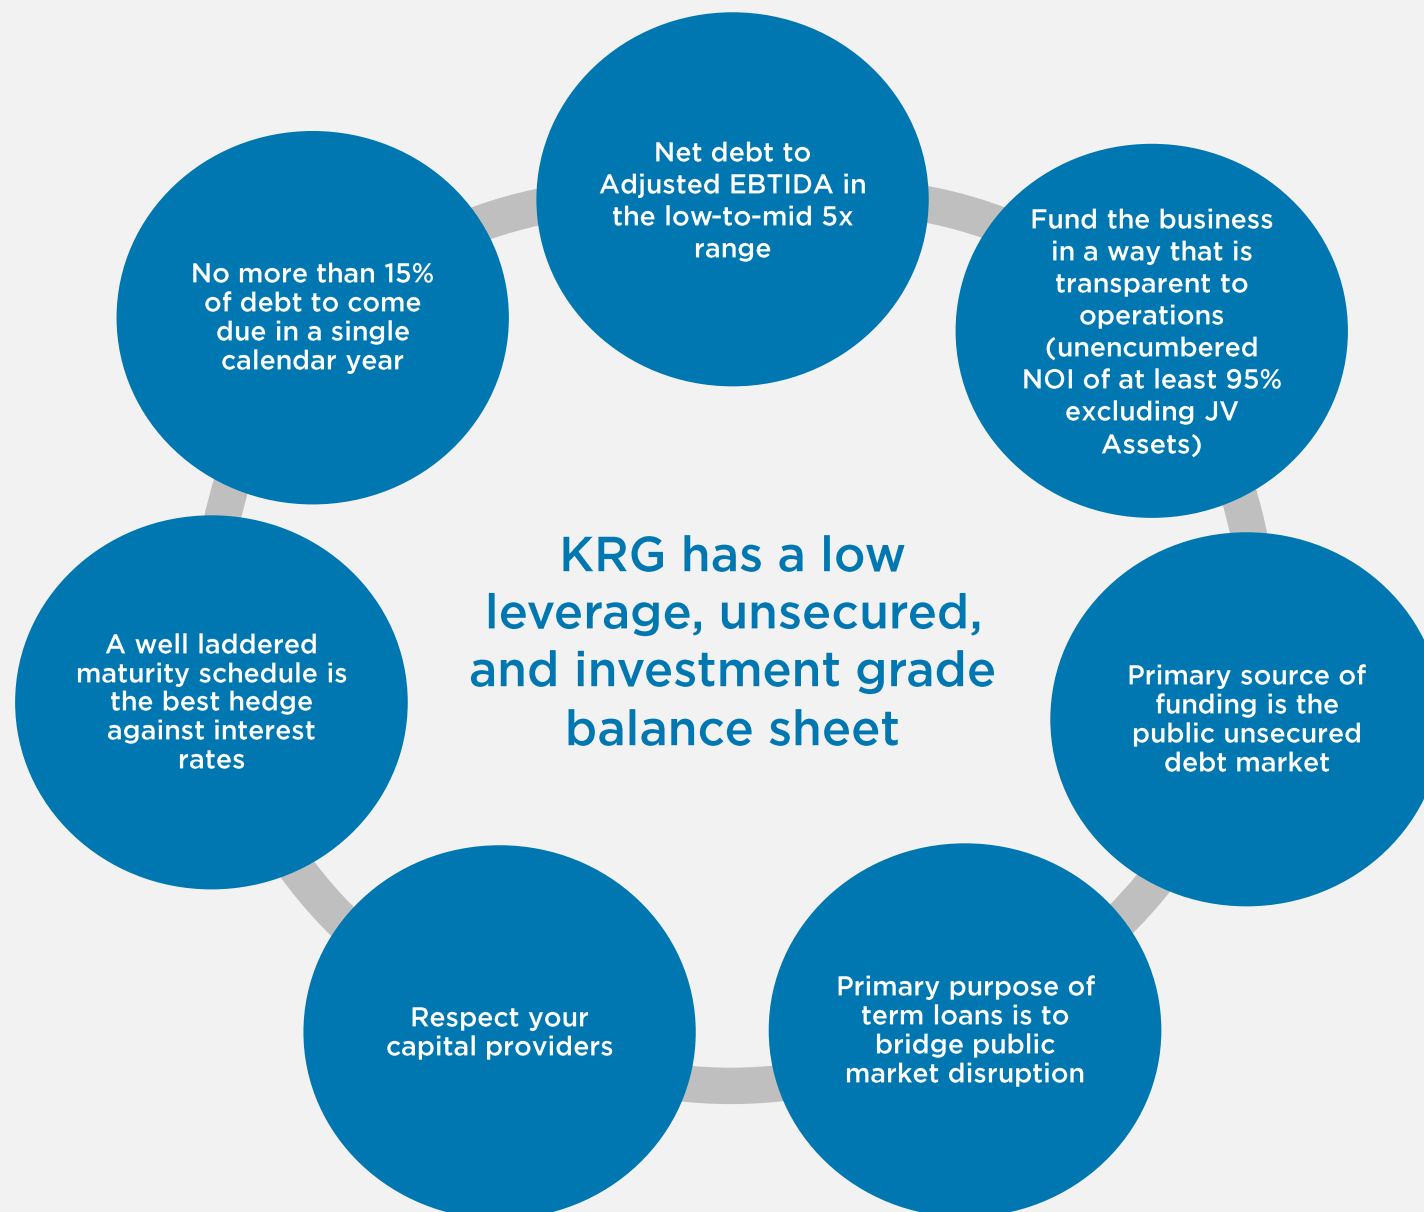 Net debt to
Adjusted EBTIDA in
the low-to-mid 5x
range
Fund the business
in a way that is
transparent to
operations
(unencumbered
NOI of at least 95%
excluding JV
Assets)
Primary source of
funding is the
public unsecured
debt market
Primary purpose of
term loans is to
bridge public
market disruption
Respect your
capital providers
A well laddered
maturity schedule is
the best hedge
against interest
rates
No more than 15%
of debt to come
due in a single
calendar year
KRG has a low
leverage, unsecured,
and investment grade
balance sheet